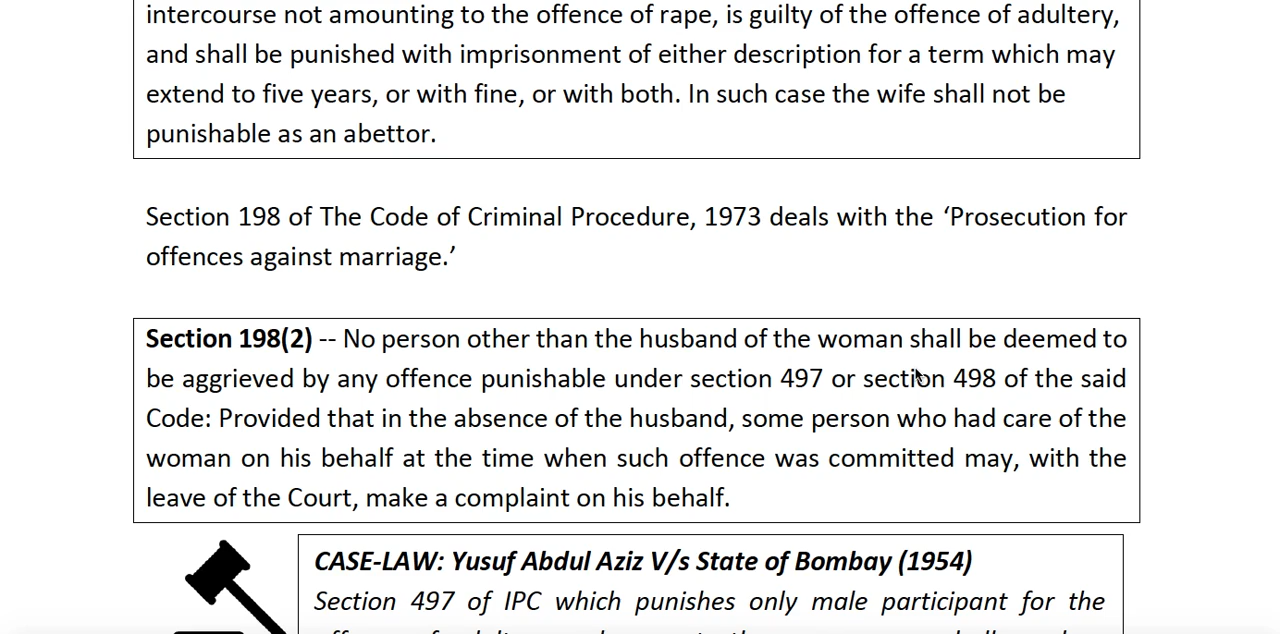 intercourse not amounting to the offence of rape, is guilty of the offence of adultery,
and shall be punished with imprisonment of either description for a term which may
extend to five years, or with fine, or with both. In such case the wife shall not be
punishable as an abettor.
Section 198 of The Code of Criminal Procedure, 1973 deals with the ‘Prosecution for
offences against marriage.’
Section 198(2) -- No person other than the husband of the woman shall be deemed to
be aggrieved by any offence punishable under section 497 or section 498 of the said
Code: Provided that in the absence of the husband, some person who had care of the
woman on his behalf at the time when such offence was committed may, with the
leave of the Court, make a complaint on his behalf.
CASE-LAW: Yusuf Abdul Aziz V/s State of Bombay (1954)
Section 497 of IPC which punishes only male participant for the